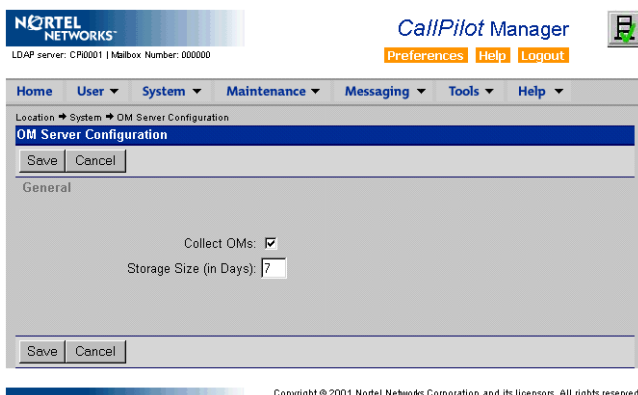 NORTEL
NETWORKS™
CallPilot Manager
LDAP server: CPi0001 | Mailbox Number: 000000
Preferences Help Logout
Home User System Maintenance Messaging Tools Help
Location → System → OM Server Configuration
OM Server Configuration
Save Cancel
General
Collect OMs:
Storage Size (in Days): 7
Save Cancel
Copyright © 2001 Nortel Networks Corporation and its licensors. All rights reserved